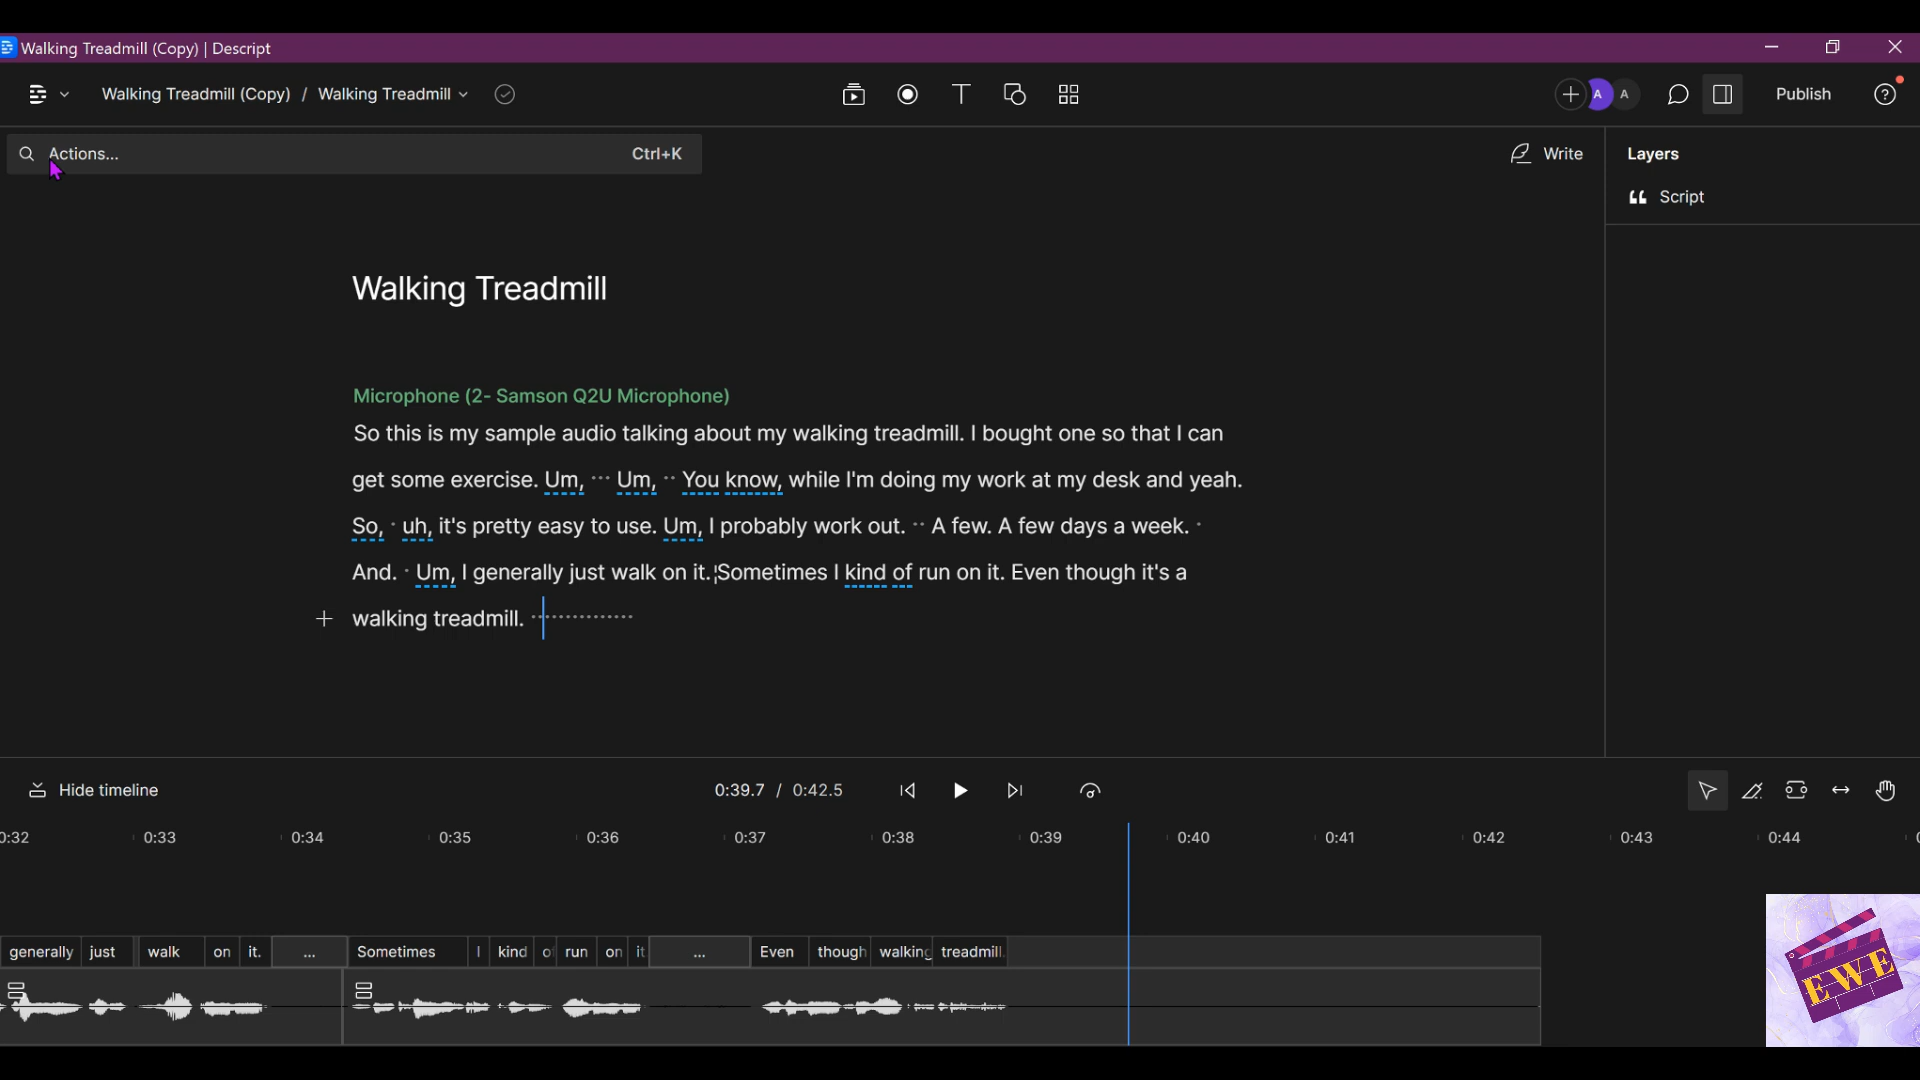 Walking Treadmill (Copy) | Descript
Walking Treadmill (Copy) / Walking Treadmill
A A Publish
Actions... Ctrl+K
Write
Layers
Script
Walking Treadmill
Microphone (2- Samson Q2U Microphone)
So this is my sample audio talking about my walking treadmill. I bought one so that I can
get some exercise. Um, ··· Um, ·· You know, while I'm doing my work at my desk and yeah.
So, · uh, it's pretty easy to use. Um, I probably work out. ·· A few. A few days a week. ·
And. · Um, I generally just walk on it. Sometimes I kind of run on it. Even though it's a
walking treadmill. ··············
Hide timeline
0:39.7 / 0:42.5
0:32 0:33 0:34 0:35 0:36 0:37 0:38 0:39 0:40 0:41 0:42 0:43 0:44
generally just walk on it. ... Sometimes I kind of run on it ... Even though walking treadmill.
EWE